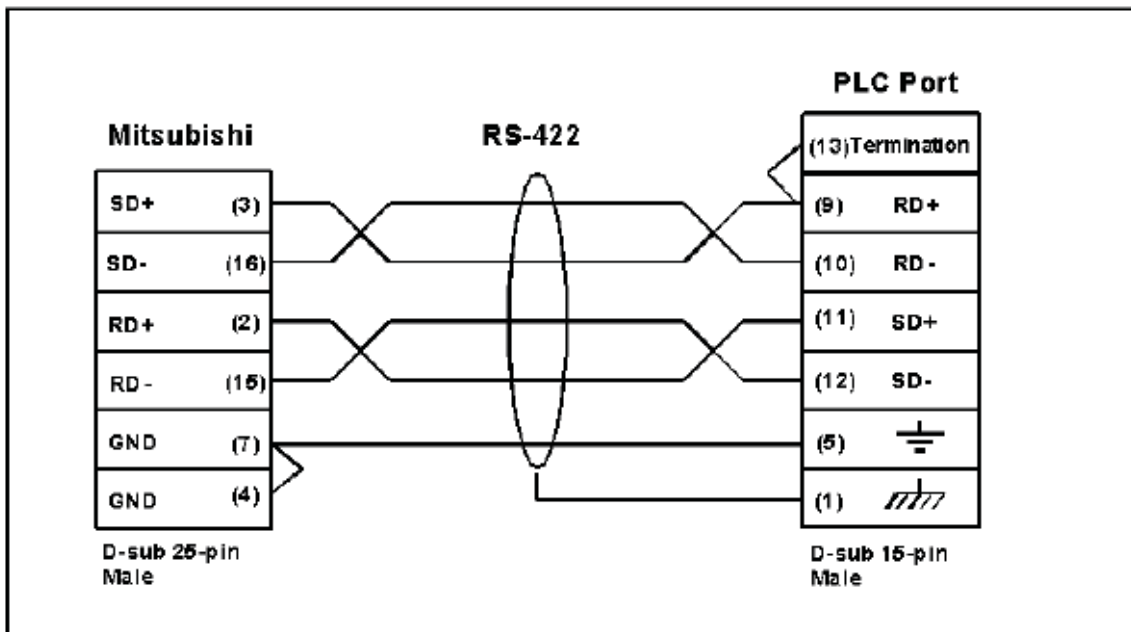 PLC Port
Mitsubishi
RS-422
(13)Termination
SD+ (3)
(9) RD+
SD- (16)
(10) RD-
RD+ (2)
(11) SD+
RD- (15)
(12) SD-
GND (7)
(5)
GND (4)
(1)
D-sub 25-pin
Male
D-sub 15-pin
Male